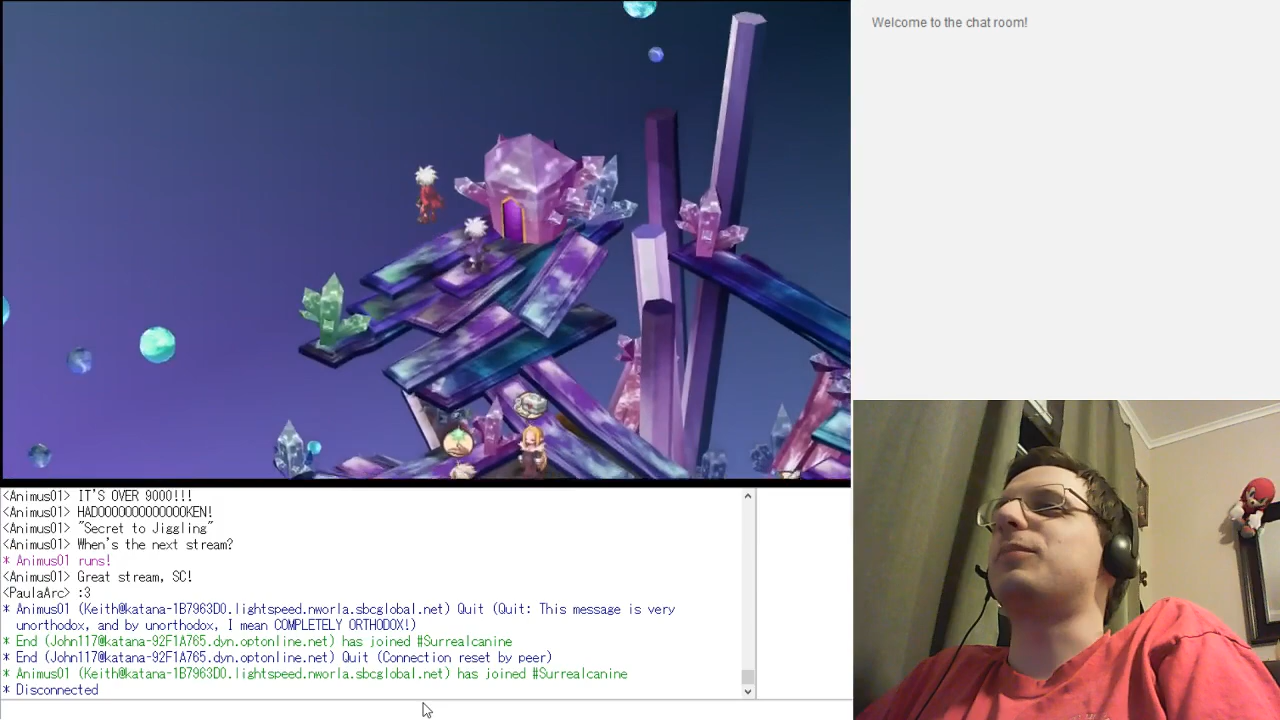 Welcome to the chat room!
<Animus01> IT'S OVER 9000!!!
<Animus01> HADOOOOOOOOOOOOOKEN!
<Animus01> "Secret to Jiggling"
<Animus01> When's the next stream?
* Animus01 runs!
<Animus01> Great stream, SC!
<PaulaArc> :3
* Animus01 (Keith@katana-1B7963D0.lightspeed.nworla.sbcglobal.net) Quit (Quit: This message is very
unorthodox, and by unorthodox, I mean COMPLETELY ORTHODOX!)
* End (John117@katana-92F1A765.dyn.optonline.net) has joined #Surrealcanine
* End (John117@katana-92F1A765.dyn.optonline.net) Quit (Connection reset by peer)
* Animus01 (Keith@katana-1B7963D0.lightspeed.nworla.sbcglobal.net) has joined #Surrealcanine
* Disconnected